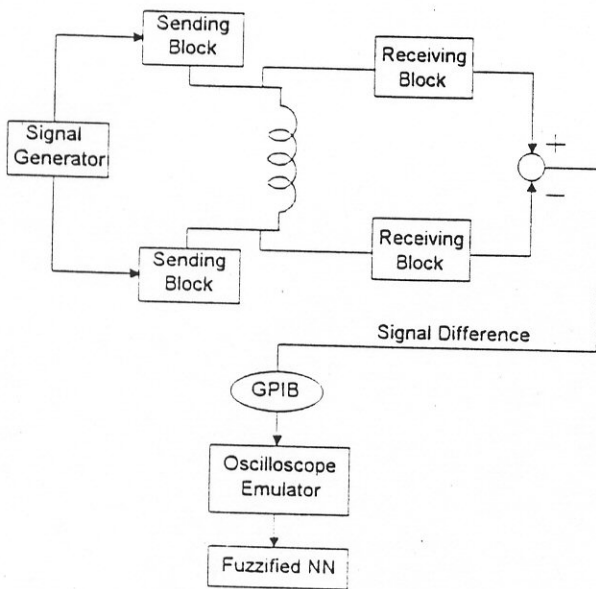 Sending
Block
Receiving
Block
Signal
Generator
+
−
Sending
Block
Receiving
Block
Signal Difference
GPIB
Oscilloscope
Emulator
Fuzzified NN